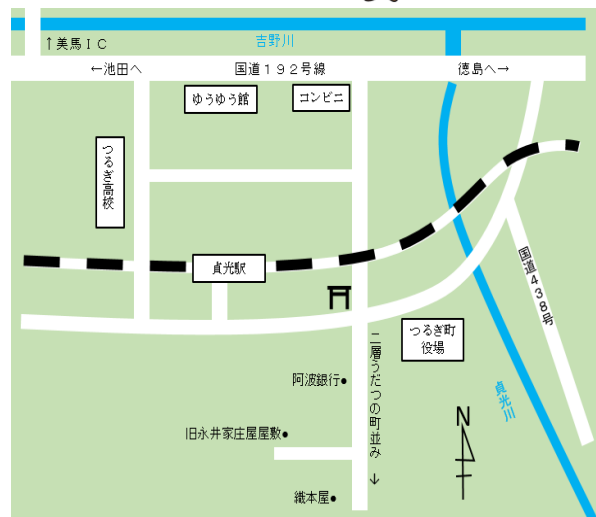 ↑美馬ＩＣ
吉野川
←池田へ
国道１９２号線
徳島へ→
ゆうゆう館
コンビニ
つるぎ高校
貞光駅
国道４３８号
つるぎ町
役場
二層うだつの町並み ↓
阿波銀行●
貞光川
N
旧永井家庄屋屋敷●
織本屋●